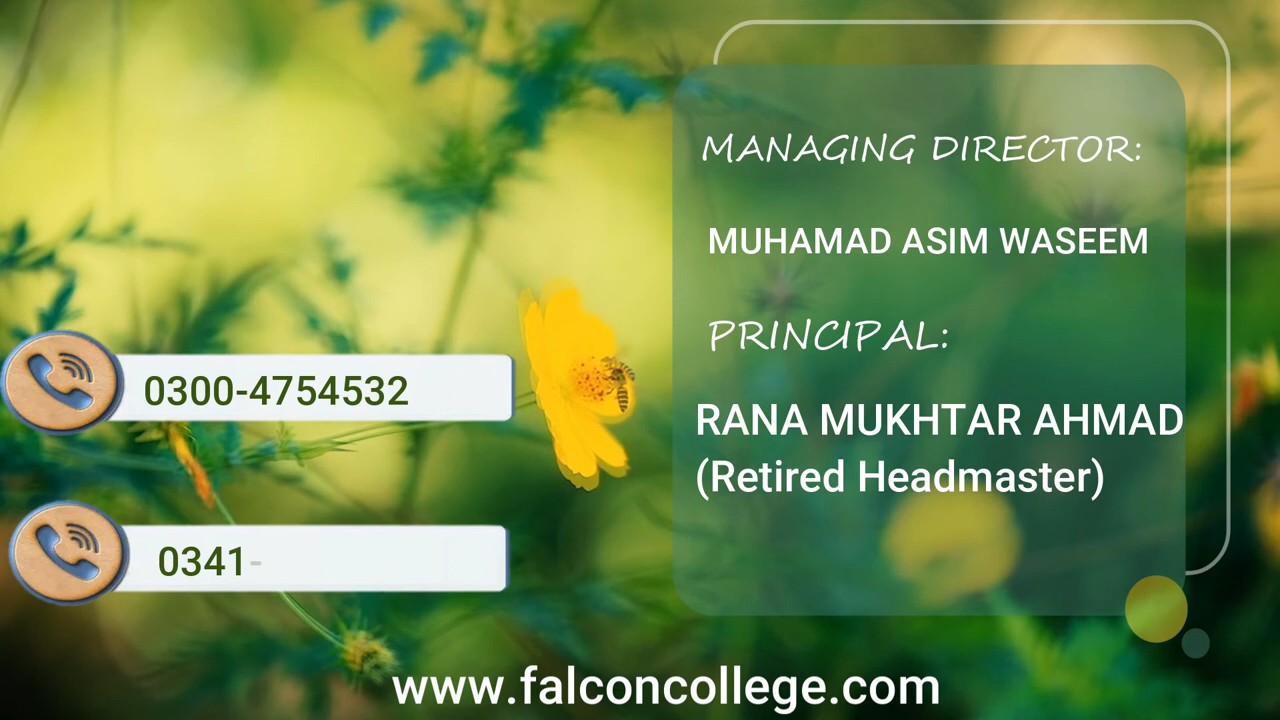 MANAGING DIRECTOR:
MUHAMAD ASIM WASEEM
PRINCIPAL:
RANA MUKHTAR AHMAD
(Retired Headmaster)
0300-4754532
0341-
www.falconcollege.com